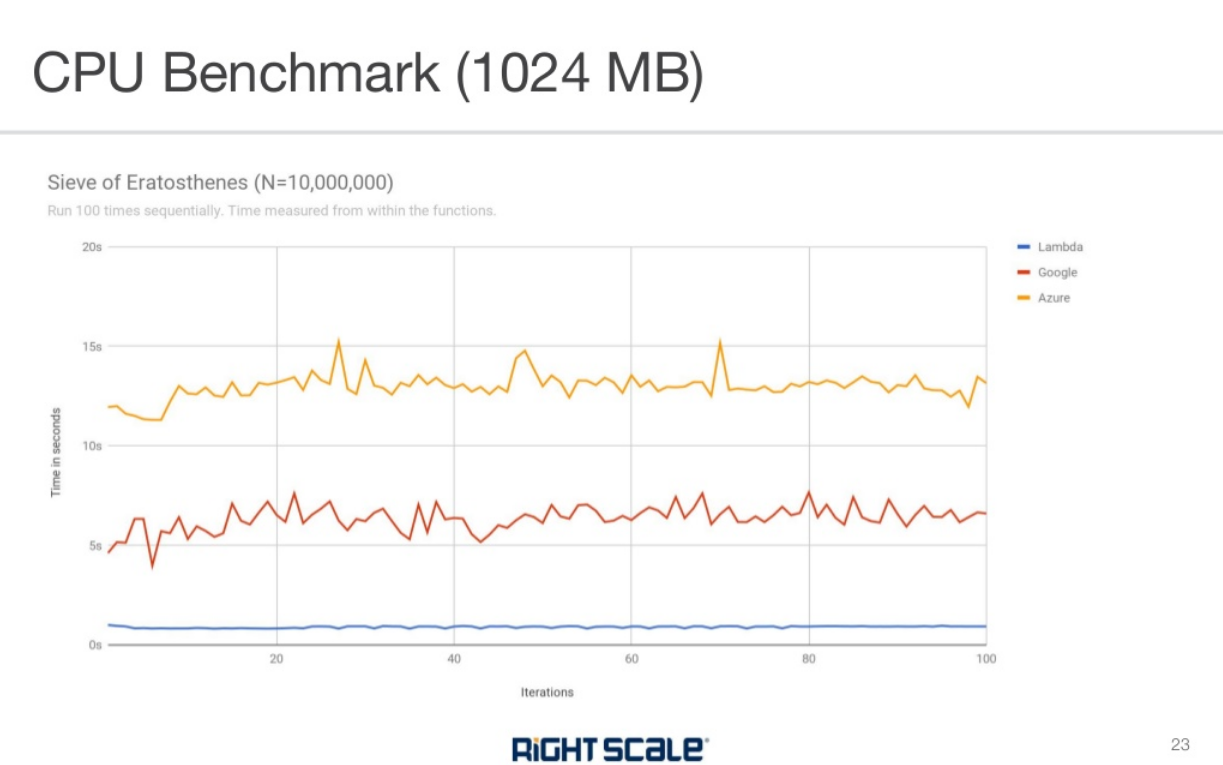 CPU Benchmark (1024 MB)
Sieve of Eratosthenes (N=10,000,000)
Run 100 times sequentially. Time measured from within the functions.
20s
15s
10s
5s
0s
Time in seconds
20
40
60
80
100
Iterations
Lambda
Google
Azure
RiGHT SCaLe
23